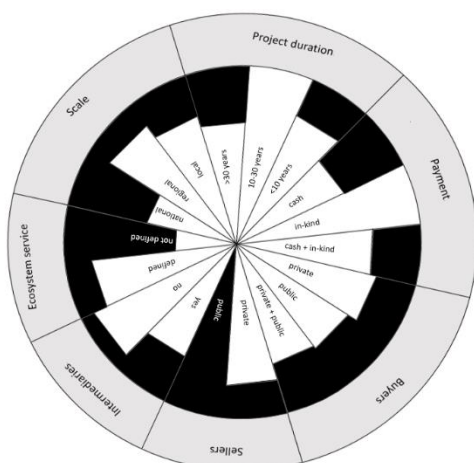 Project duration
>30 years
10-30 years
<10 years
Payment
cash
in-kind
cash + in-kind
Buyers
private
public
private + public
Sellers
private
public
Intermediaries
yes
no
Ecosystem service
defined
not defined
Scale
national
regional
local